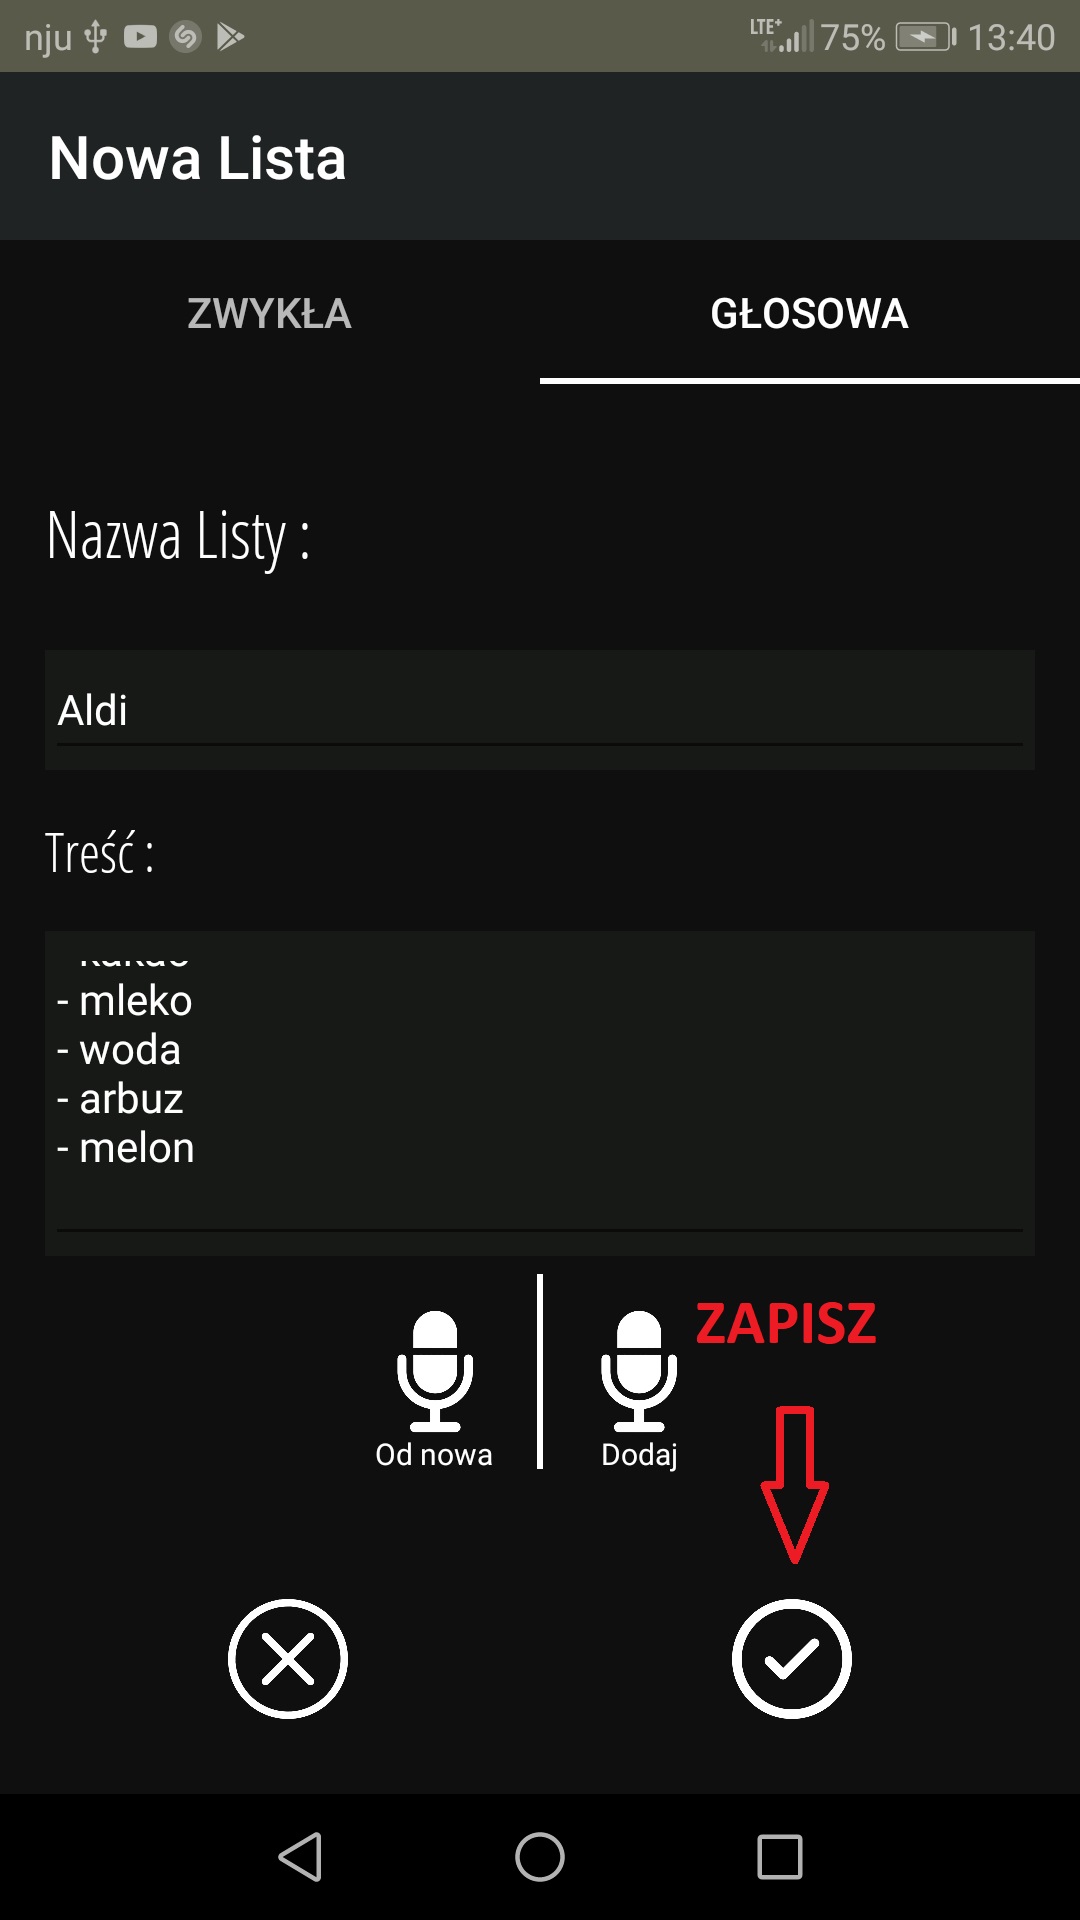 nju LTE+ 75% 13:40
Nowa Lista
ZWYKŁA GŁOSOWA
Nazwa Listy :
Aldi
Treść :
- mleko
- woda
- arbuz
- melon
ZAPISZ
Od nowa Dodaj